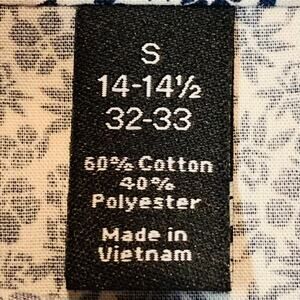 S
14-14½
32-33
60% Cotton
40%
Polyester
Made in
Vietnam